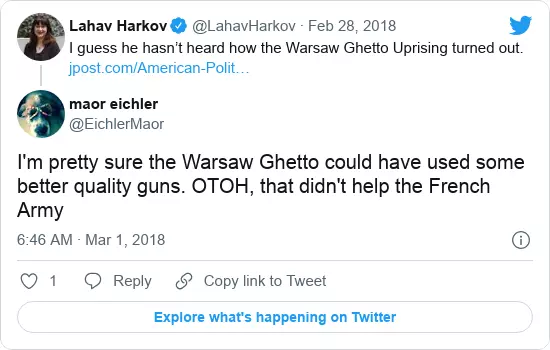 Lahav Harkov @LahavHarkov · Feb 28, 2018
I guess he hasn’t heard how the Warsaw Ghetto Uprising turned out.
jpost.com/American-Polit…
maor eichler
@EichlerMaor
I'm pretty sure the Warsaw Ghetto could have used some
better quality guns. OTOH, that didn't help the French
Army
6:46 AM · Mar 1, 2018
1 Reply Copy link to Tweet
Explore what's happening on Twitter